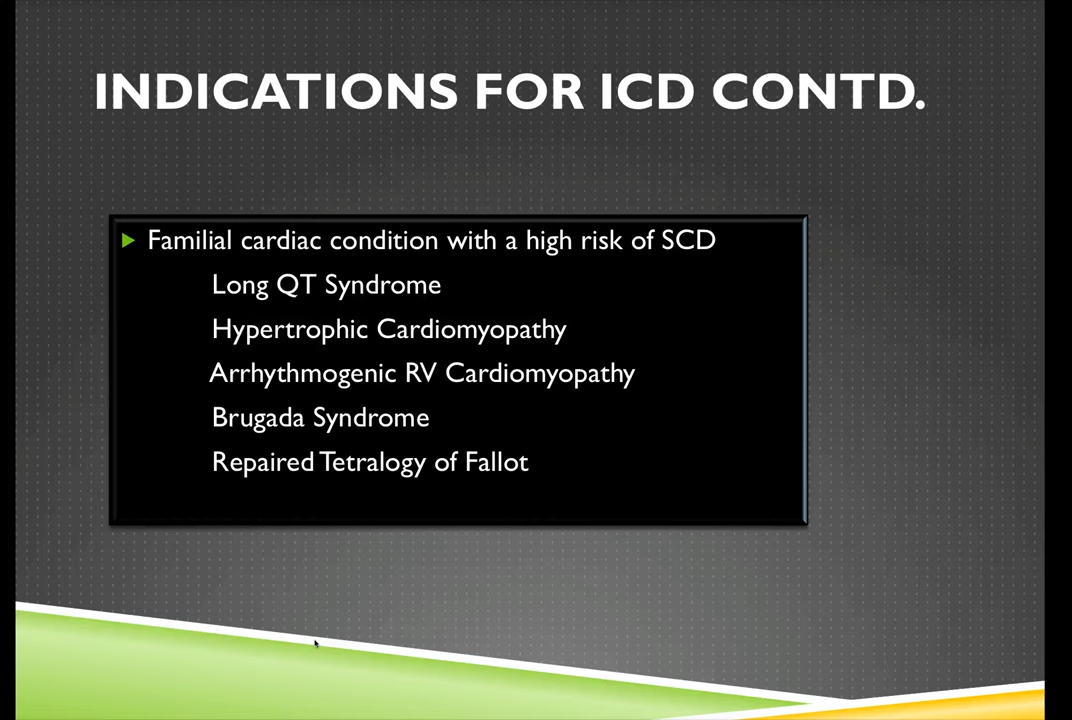 INDICATIONS FOR ICD CONTD.
Familial cardiac condition with a high risk of SCD
Long QT Syndrome
Hypertrophic Cardiomyopathy
Arrhythmogenic RV Cardiomyopathy
Brugada Syndrome
Repaired Tetralogy of Fallot